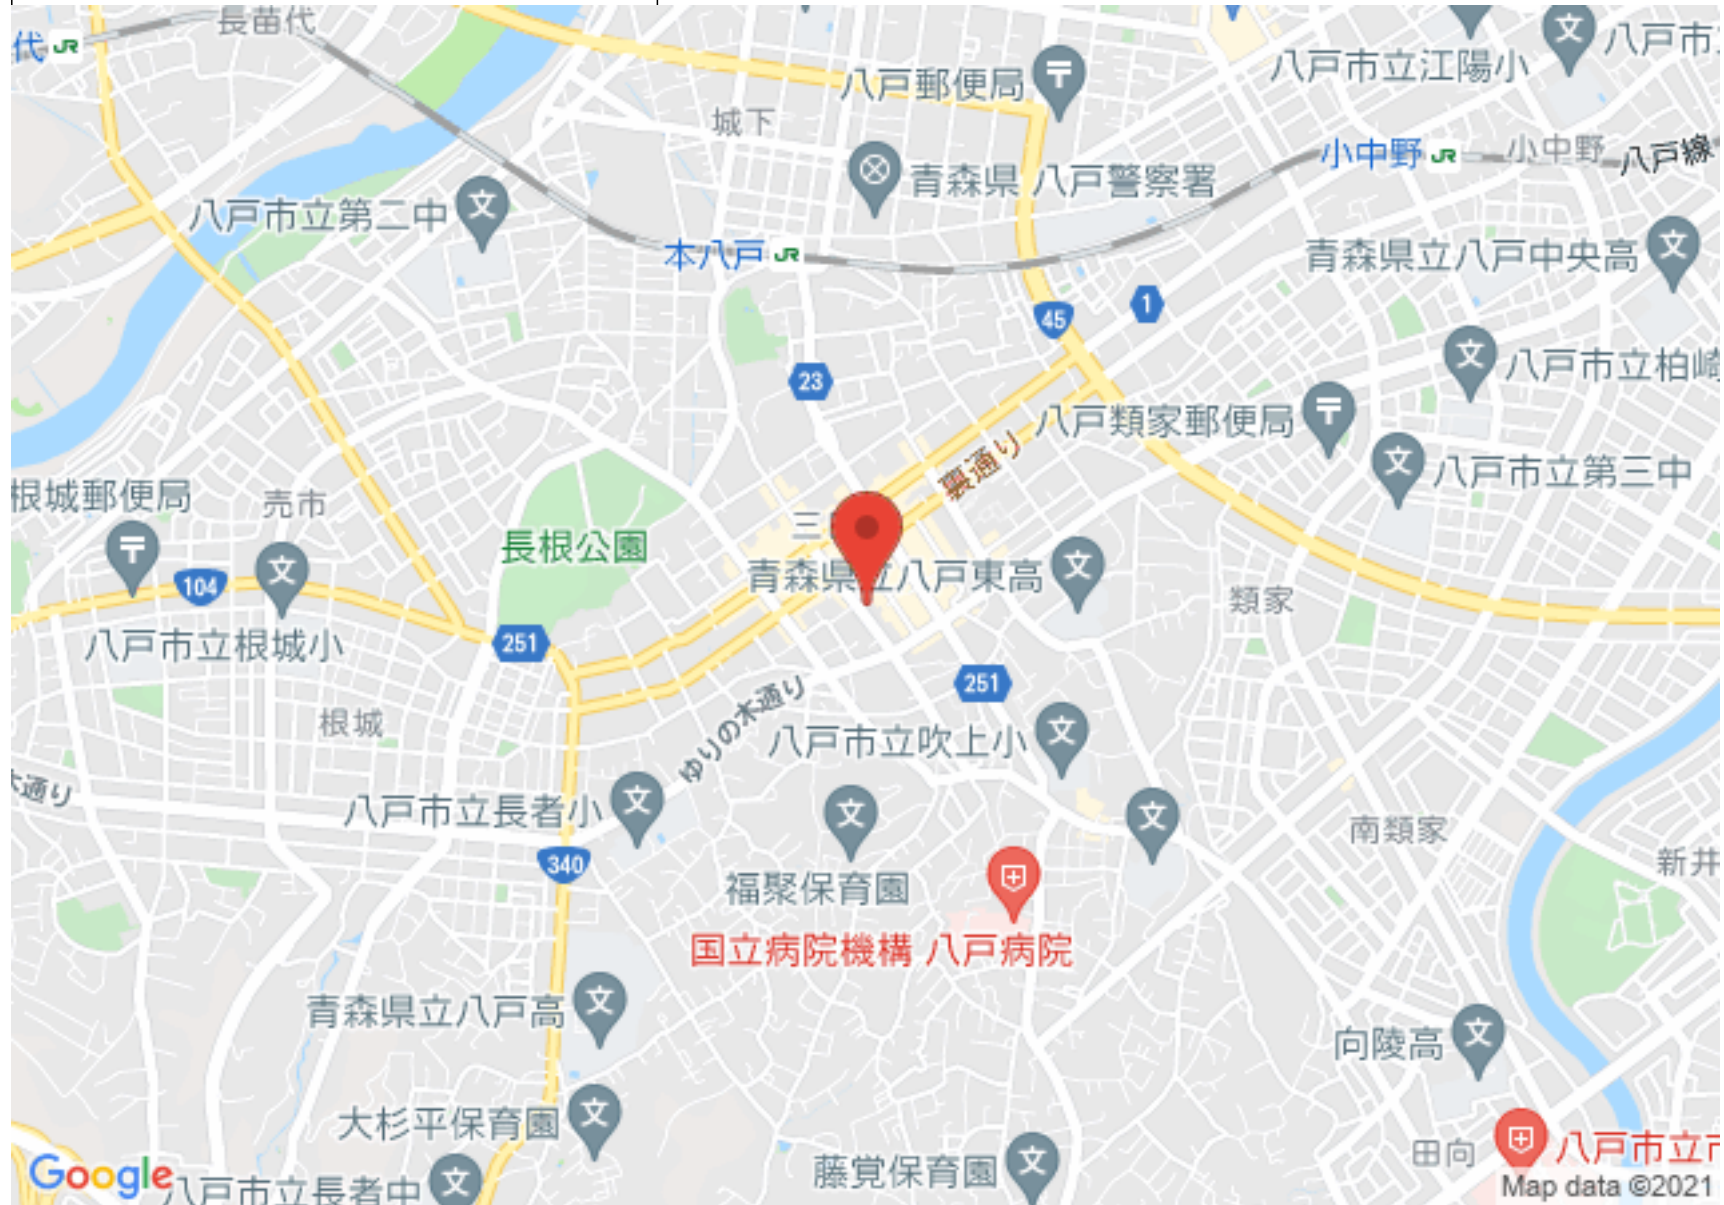 長苗代
代 JR
八戸市
八戸市立江陽小
八戸郵便局
城下
小中野 JR
小中野
八戸線
青森県 八戸警察署
八戸市立第二中
本八戸 JR
青森県立八戸中央高
45
1
23
八戸市立柏崎
八戸類家郵便局
裏通り
八戸市立第三中
根城郵便局
売市
三
長根公園
青森県立八戸東高
104
類家
251
八戸市立根城小
251
根城
ゆりの木通り
八戸市立吹上小
木通り
八戸市立長者小
南類家
340
新井
福聚保育園
国立病院機構 八戸病院
青森県立八戸高
向陵高
大杉平保育園
田向
八戸市立市
藤覚保育園
Google
八戸市立長者中
Map data ©2021